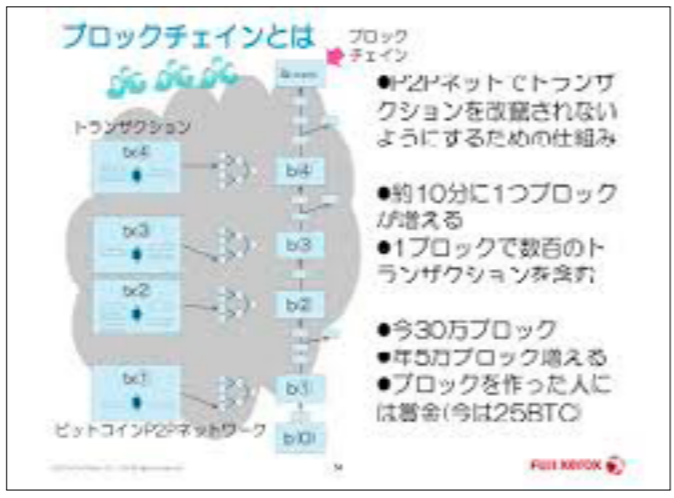 ブロックチェインとは
ブロック
チェイン
トランザクション
tx4
b(4)
tx3
b(3)
tx2
b(2)
tx1
b(1)
b(0)
ビットコインP2Pネットワーク
●P2Pネットでトランザ
クションを改竄されない
ようにするための仕組み
●約10分に1つブロック
が増える
●1ブロックで数百のト
ランザクションを含む
●今30万ブロック
●年5万ブロック増える
●ブロックを作った人に
は賞金(今は25BTC)
FUJI XEROX